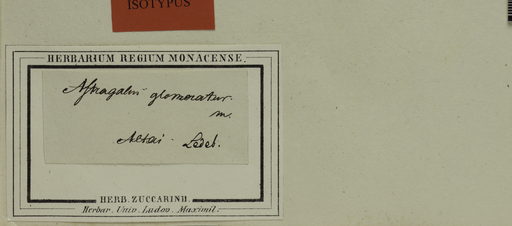 ISOTYPUS
HERBARIUM REGIUM MONACENSE.
Astragalus glomeratus
m.
Altai. Ledeb.
HERB. ZUCCARINII.
Herbar. Univ. Ludov. Maximil.